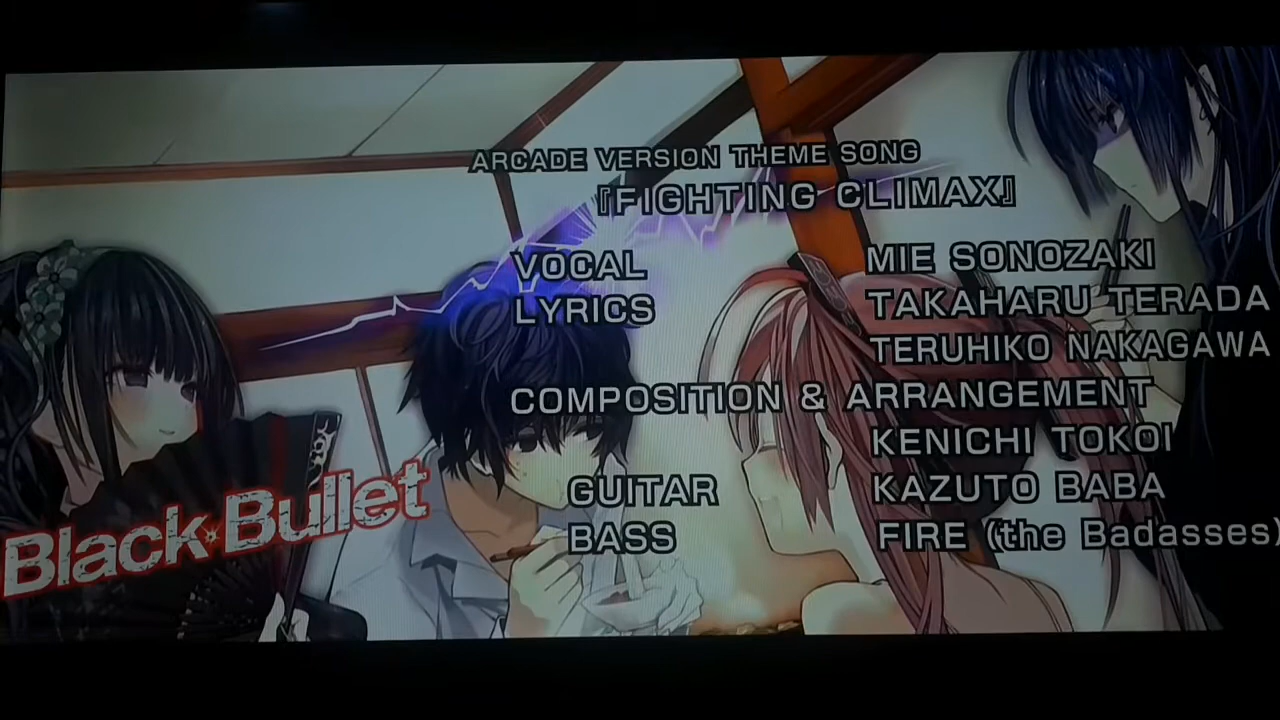 ARCADE VERSION THEME SONG
『FIGHTING CLIMAX』
VOCAL MIE SONOZAKI
LYRICS TAKAHARU TERADA
TERUHIKO NAKAGAWA
COMPOSITION & ARRANGEMENT
KENICHI TOKOI
GUITAR KAZUTO BABA
BASS FIRE (the Badasses)
Black Bullet